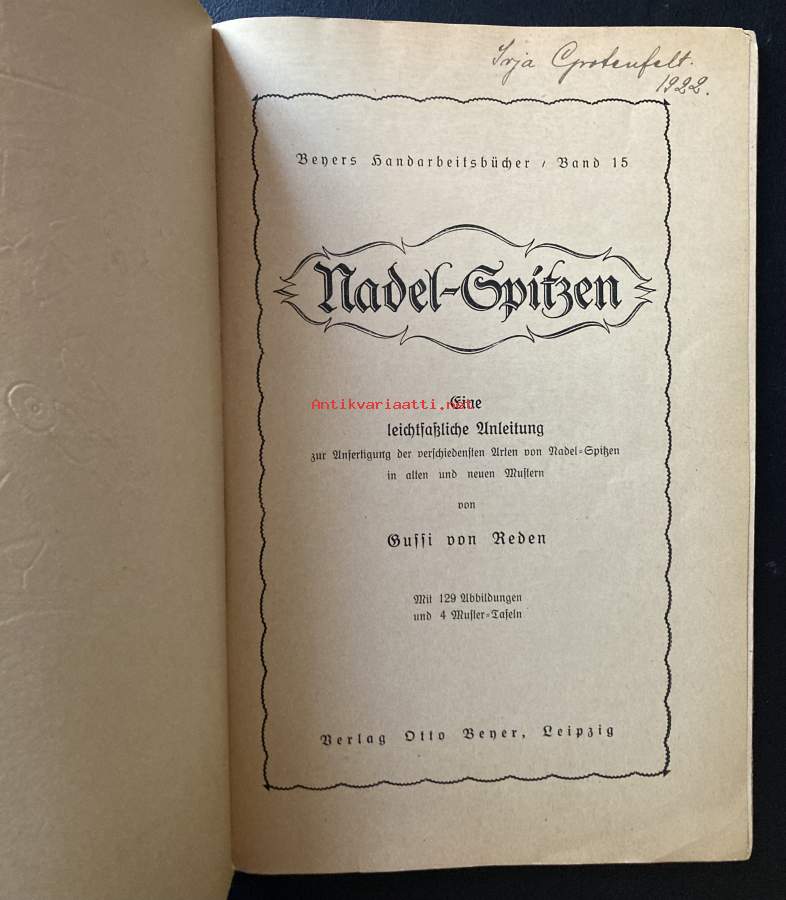 Irja Grotenfelt.
1922.
Beyers Handarbeitsbücher / Band 15
Nadel-Spitzen
Antikvariaatti.net
Eine
leichtfaßliche Anleitung
zur Anfertigung der verschiedensten Arten von Nadel-Spitzen
in alten und neuen Mustern
von
Gussi von Reden
Mit 129 Abbildungen
und 4 Muster-Tafeln
Verlag Otto Beyer, Leipzig